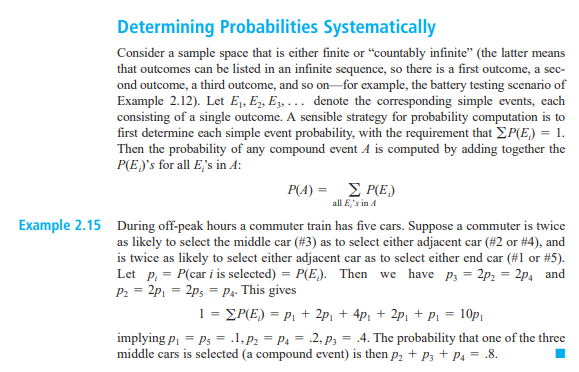 Determining Probabilities Systematically
Consider a sample space that is either finite or “countably infinite” (the latter means
that outcomes can be listed in an infinite sequence, so there is a first outcome, a sec-
ond outcome, a third outcome, and so on—for example, the battery testing scenario of
Example 2.12). Let E₁, E₂, E₃, . . . denote the corresponding simple events, each
consisting of a single outcome. A sensible strategy for probability computation is to
first determine each simple event probability, with the requirement that ΣP(Eᵢ) = 1.
Then the probability of any compound event A is computed by adding together the
P(Eᵢ)’s for all Eᵢ’s in A:
P(A) = Σ P(Eᵢ)
all Eᵢ’s in A
Example 2.15 During off-peak hours a commuter train has five cars. Suppose a commuter is twice
as likely to select the middle car (#3) as to select either adjacent car (#2 or #4), and
is twice as likely to select either adjacent car as to select either end car (#1 or #5).
Let pᵢ = P(car i is selected) = P(Eᵢ). Then we have p₃ = 2p₂ = 2p₄ and
p₂ = 2p₁ = 2p₅ = p₄. This gives
1 = ΣP(Eᵢ) = p₁ + 2p₁ + 4p₁ + 2p₁ + p₁ = 10p₁
implying p₁ = p₅ = .1, p₂ = p₄ = .2, p₃ = .4. The probability that one of the three
middle cars is selected (a compound event) is then p₂ + p₃ + p₄ = .8.